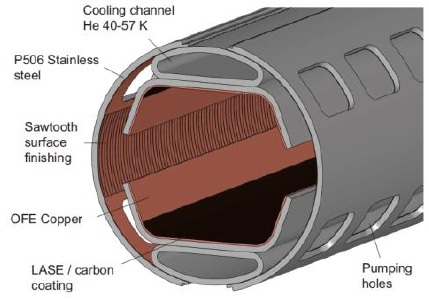 Cooling channel
He 40-57 K
P506 Stainless
steel
Sawtooth
surface
finishing
OFE Copper
LASE / carbon
coating
Pumping
holes